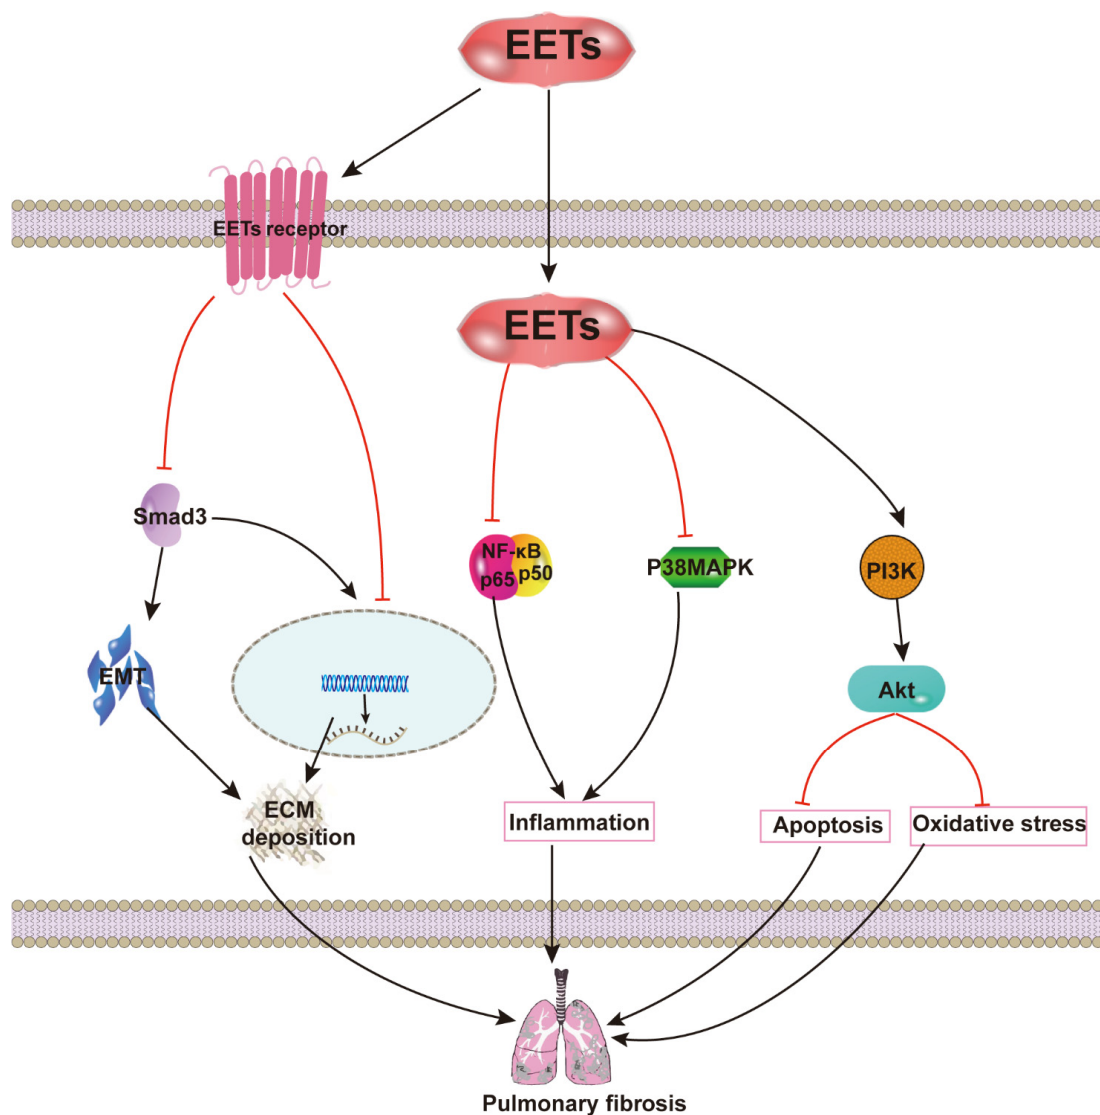 EETs
EETs receptor
EETs
Smad3
NF-κB
p65
p50
P38MAPK
PI3K
EMT
Akt
ECM
deposition
Inflammation
Apoptosis
Oxidative stress
Pulmonary fibrosis